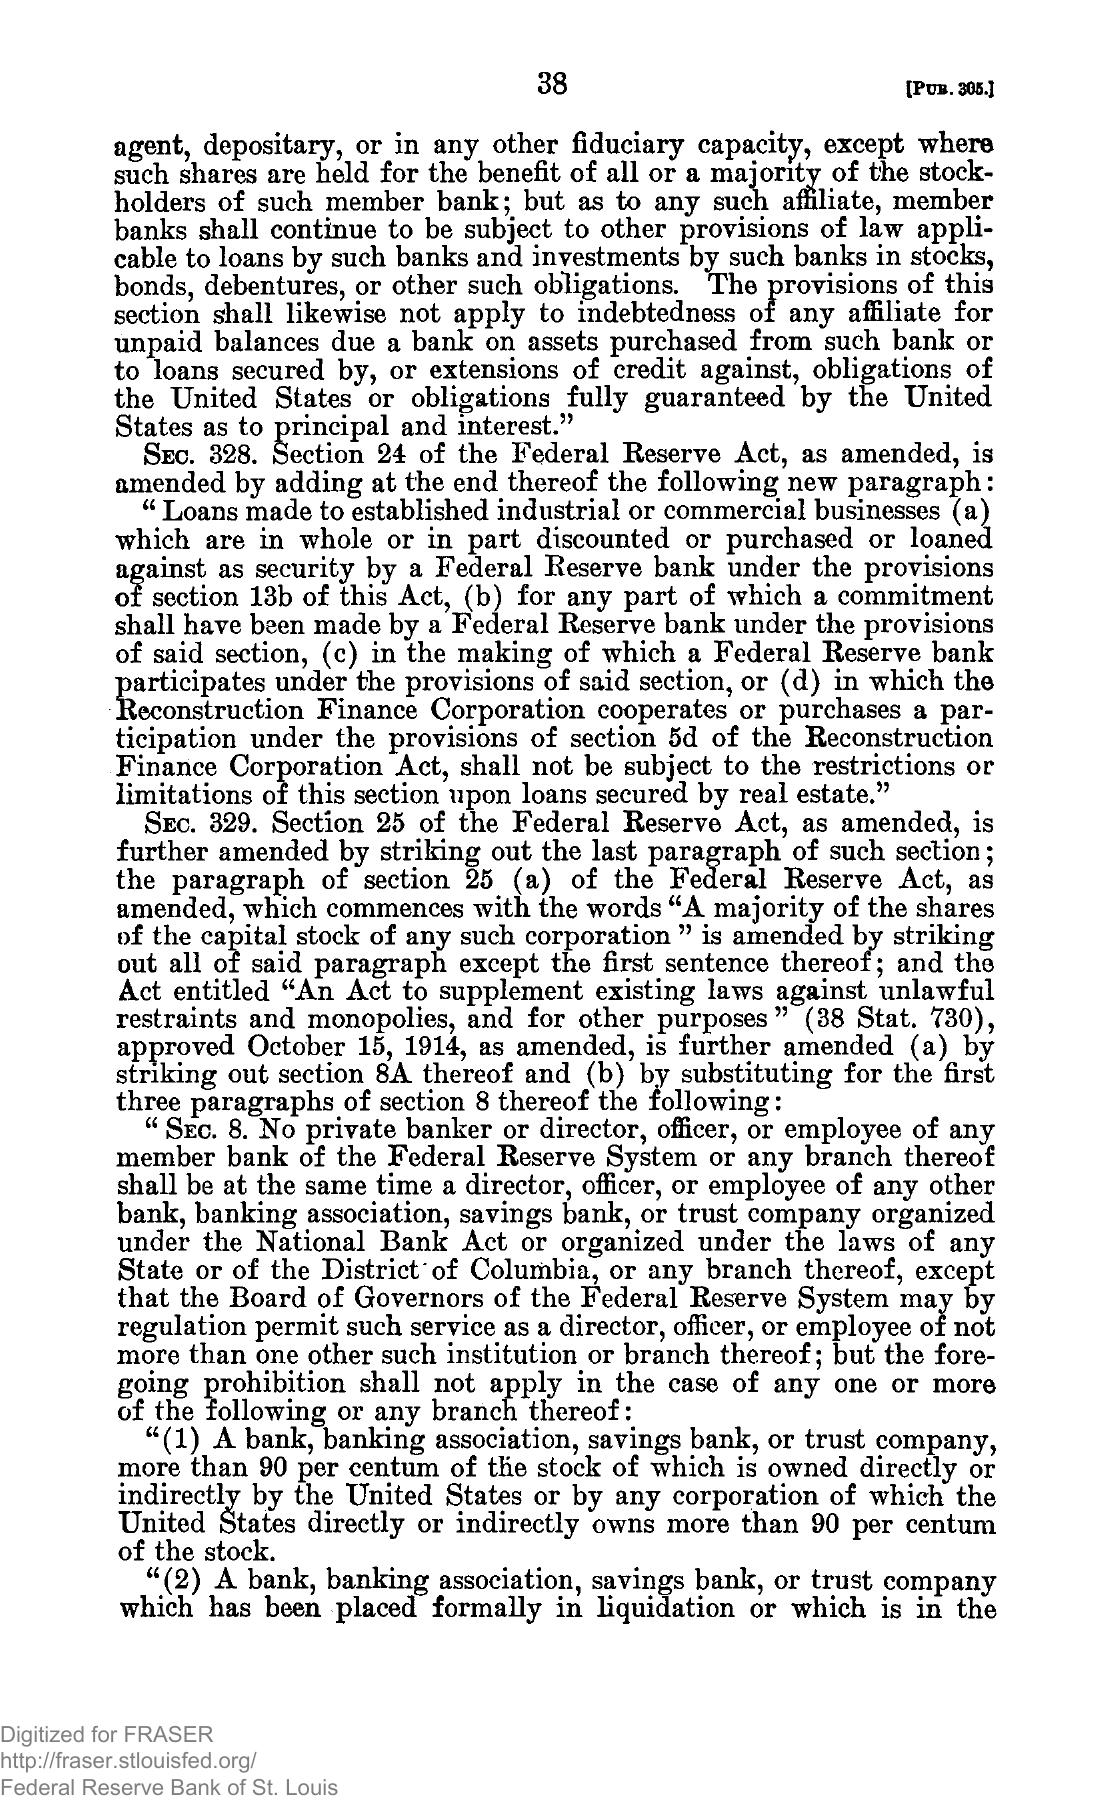 38 [PUB. 305.]
agent, depositary, or in any other fiduciary capacity, except where
such shares are held for the benefit of all or a majority of the stock-
holders of such member bank; but as to any such affiliate, member
banks shall continue to be subject to other provisions of law appli-
cable to loans by such banks and investments by such banks in stocks,
bonds, debentures, or other such obligations. The provisions of this
section shall likewise not apply to indebtedness of any affiliate for
unpaid balances due a bank on assets purchased from such bank or
to loans secured by, or extensions of credit against, obligations of
the United States or obligations fully guaranteed by the United
States as to principal and interest.”
SEC. 328. Section 24 of the Federal Reserve Act, as amended, is
amended by adding at the end thereof the following new paragraph:
“Loans made to established industrial or commercial businesses (a)
which are in whole or in part discounted or purchased or loaned
against as security by a Federal Reserve bank under the provisions
of section 13b of this Act, (b) for any part of which a commitment
shall have been made by a Federal Reserve bank under the provisions
of said section, (c) in the making of which a Federal Reserve bank
participates under the provisions of said section, or (d) in which the
Reconstruction Finance Corporation cooperates or purchases a par-
ticipation under the provisions of section 5d of the Reconstruction
Finance Corporation Act, shall not be subject to the restrictions or
limitations of this section upon loans secured by real estate.”
SEC. 329. Section 25 of the Federal Reserve Act, as amended, is
further amended by striking out the last paragraph of such section;
the paragraph of section 25 (a) of the Federal Reserve Act, as
amended, which commences with the words “A majority of the shares
of the capital stock of any such corporation ” is amended by striking
out all of said paragraph except the first sentence thereof; and the
Act entitled “An Act to supplement existing laws against unlawful
restraints and monopolies, and for other purposes” (38 Stat. 730),
approved October 15, 1914, as amended, is further amended (a) by
striking out section 8A thereof and (b) by substituting for the first
three paragraphs of section 8 thereof the following:
“SEC. 8. No private banker or director, officer, or employee of any
member bank of the Federal Reserve System or any branch thereof
shall be at the same time a director, officer, or employee of any other
bank, banking association, savings bank, or trust company organized
under the National Bank Act or organized under the laws of any
State or of the District of Columbia, or any branch thereof, except
that the Board of Governors of the Federal Reserve System may by
regulation permit such service as a director, officer, or employee of not
more than one other such institution or branch thereof; but the fore-
going prohibition shall not apply in the case of any one or more
of the following or any branch thereof:
“(1) A bank, banking association, savings bank, or trust company,
more than 90 per centum of the stock of which is owned directly or
indirectly by the United States or by any corporation of which the
United States directly or indirectly owns more than 90 per centum
of the stock.
“(2) A bank, banking association, savings bank, or trust company
which has been placed formally in liquidation or which is in the
Digitized for FRASER
http://fraser.stlouisfed.org/
Federal Reserve Bank of St. Louis